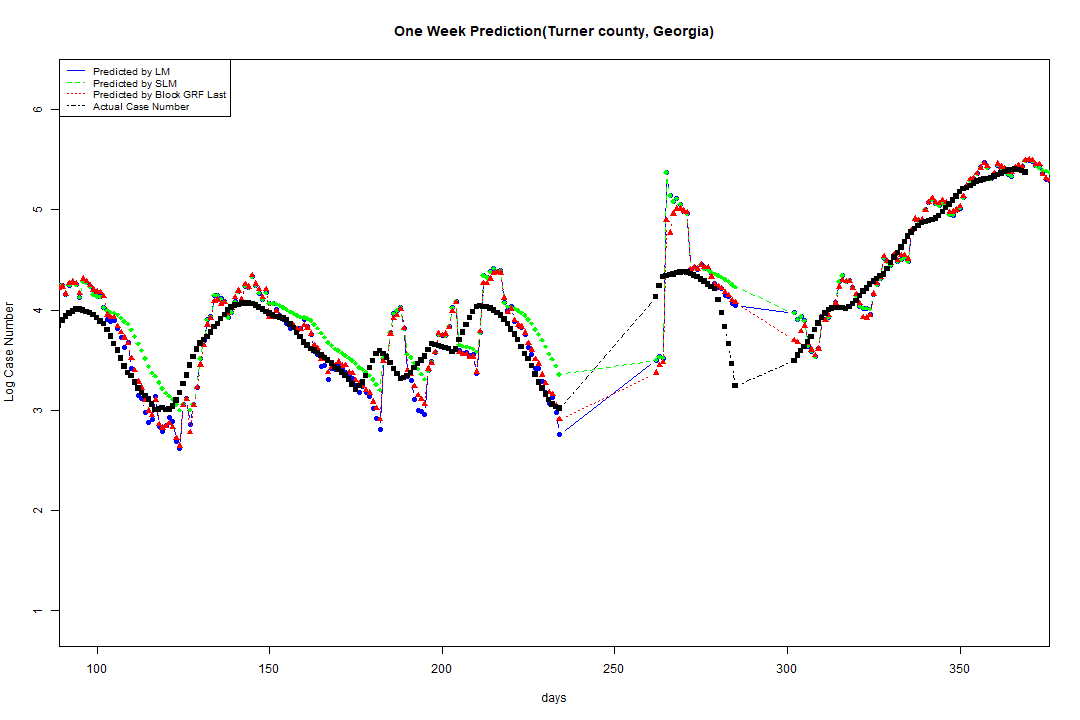 One Week Prediction(Turner county, Georgia)
Predicted by LM
Predicted by SLM
Predicted by Block GRF Last
Actual Case Number
Log Case Number
6
5
4
3
2
1
100 150 200 250 300 350
days